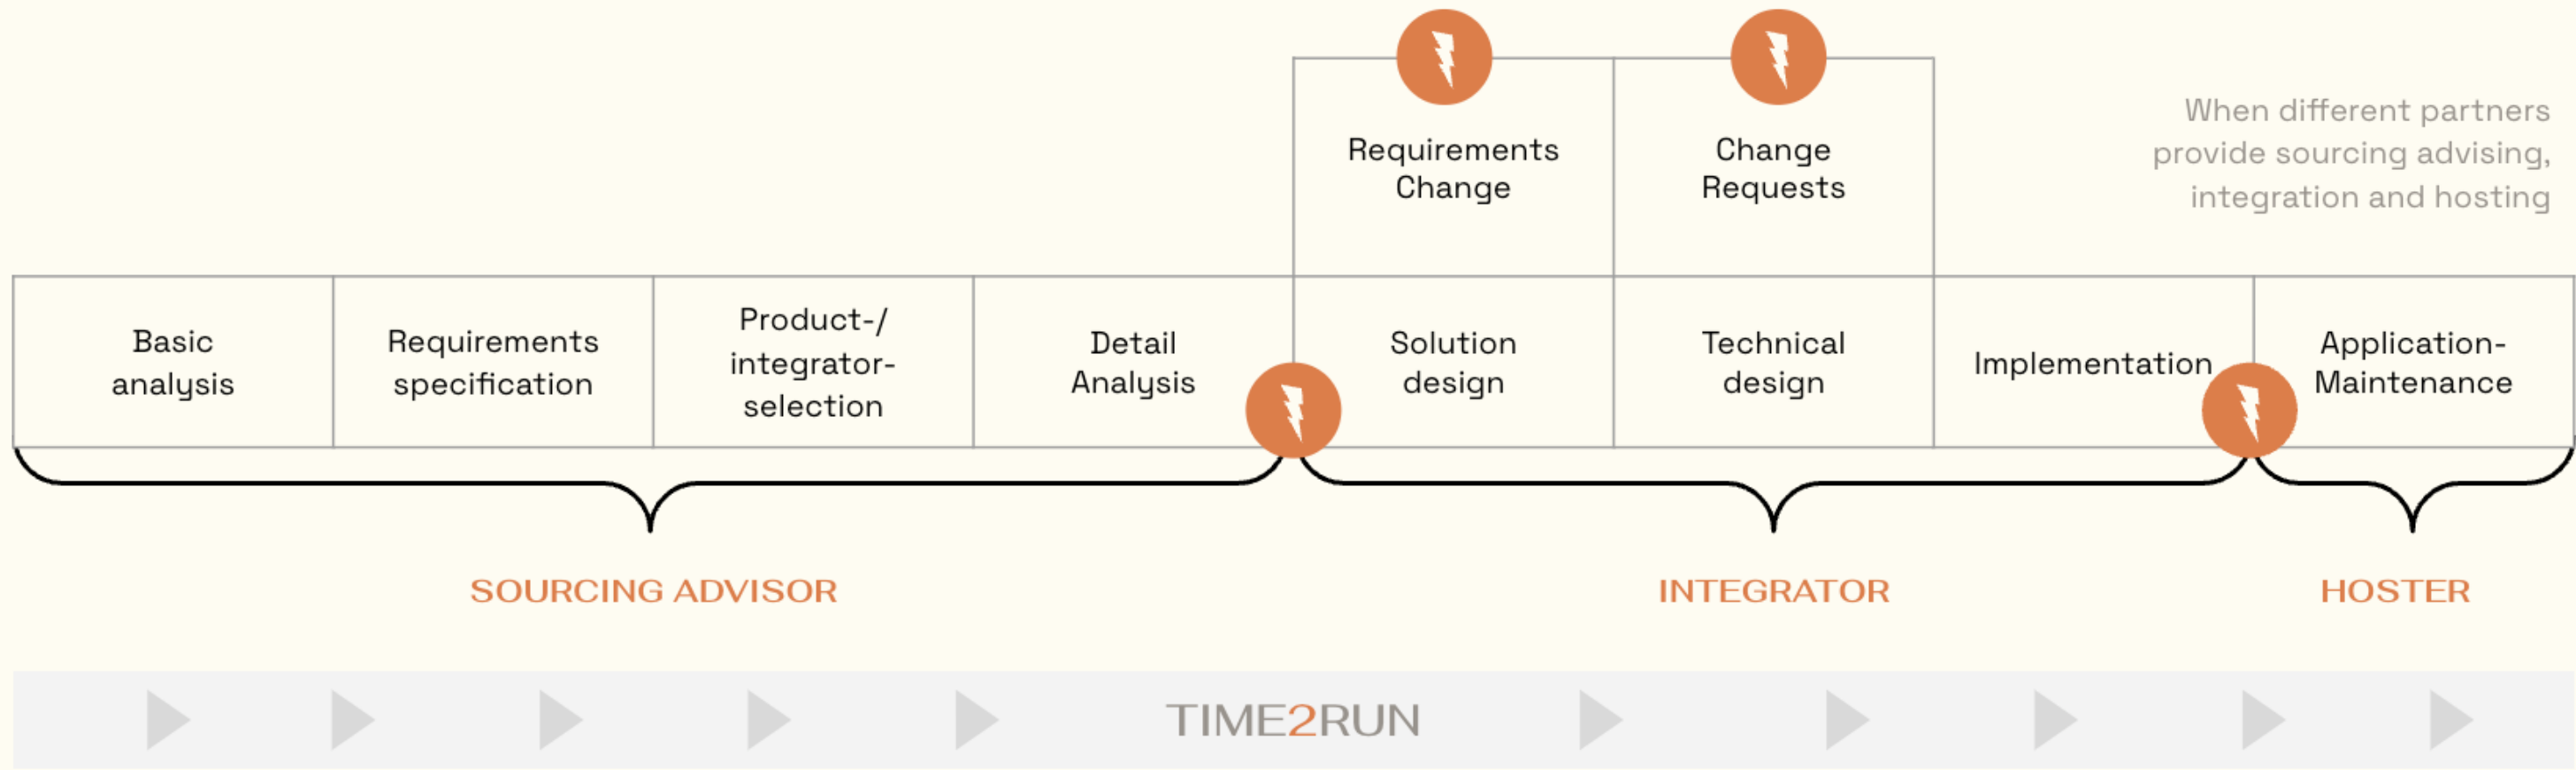 Requirements
Change
Change
Requests
When different partners
provide sourcing advising,
integration and hosting
Basic
analysis
Requirements
specification
Product-/
integrator-
selection
Detail
Analysis
Solution
design
Technical
design
Implementation
Application-
Maintenance
SOURCING ADVISOR
INTEGRATOR
HOSTER
TIME2RUN